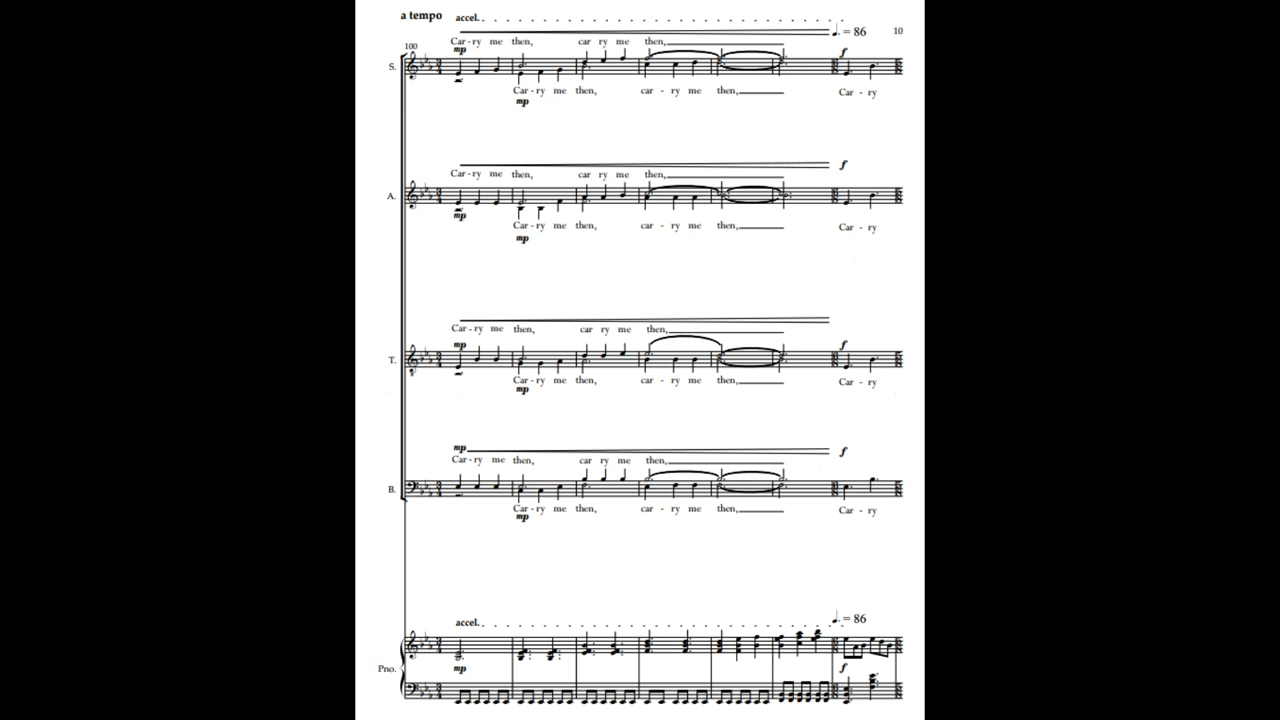 a tempo accel. ♩. = 86 10
Car - ry me then, car ry me then,
100 mp f
S.
Car - ry me then, car - ry me then, Car - ry
mp
f
Car - ry me then, car ry me then,
A.
mp
Car - ry me then, car - ry me then, Car - ry
mp
Car - ry me then, car ry me then,
mp f
T.
Car - ry me then, car - ry me then, Car - ry
mp
mp f
Car - ry me then, car ry me then,
B.
Car - ry me then, car - ry me then, Car - ry
mp
accel. ♩. = 86
Pno. mp f